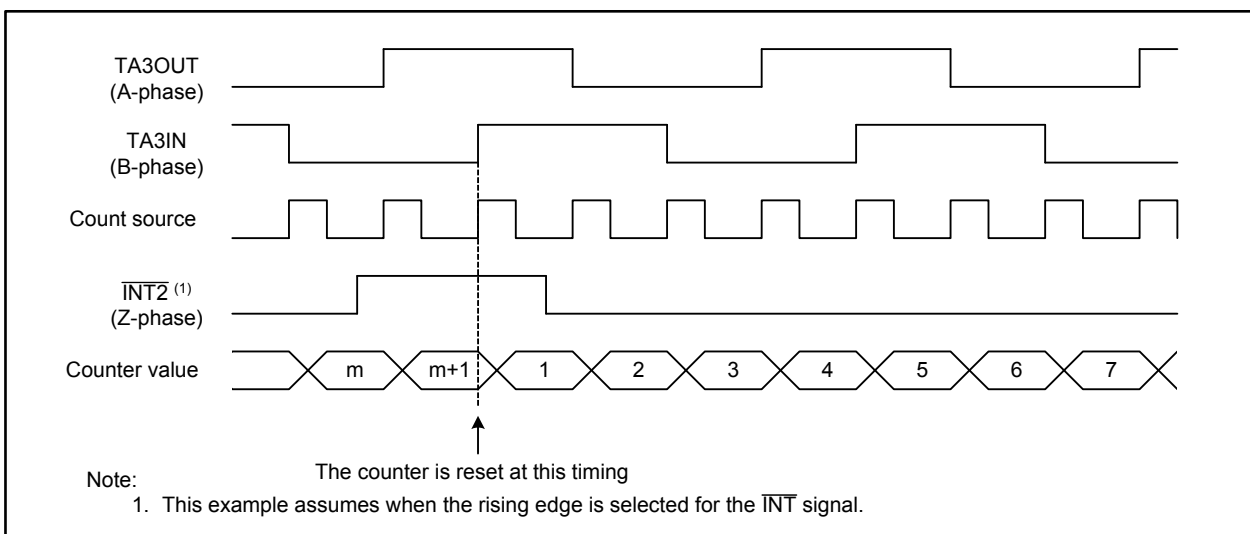 TA3OUT
(A-phase)
TA3IN
(B-phase)
Count source
INT2 (1)
(Z-phase)
Counter value
m
m+1
1
2
3
4
5
6
7
The counter is reset at this timing
Note:
1. This example assumes when the rising edge is selected for the INT signal.